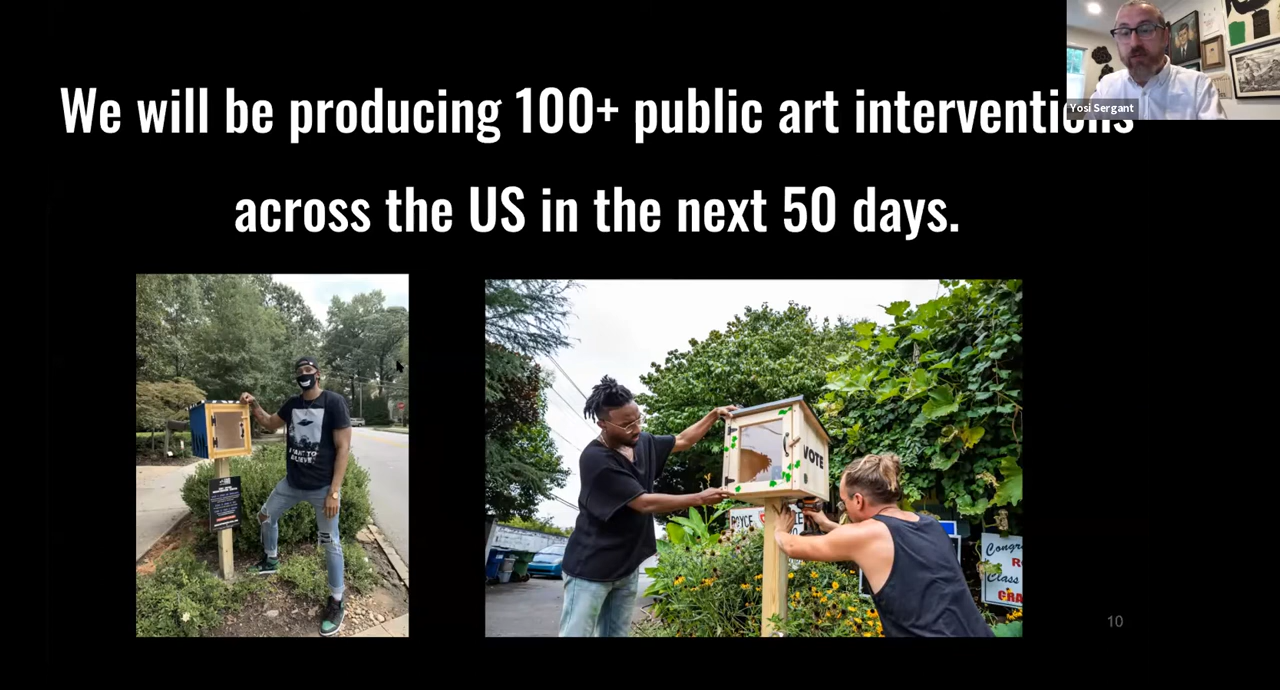 We will be producing 100+ public art interventions
Yosi Sergant
across the US in the next 50 days.
I WANT TO
BELIEVE
VOTE
10